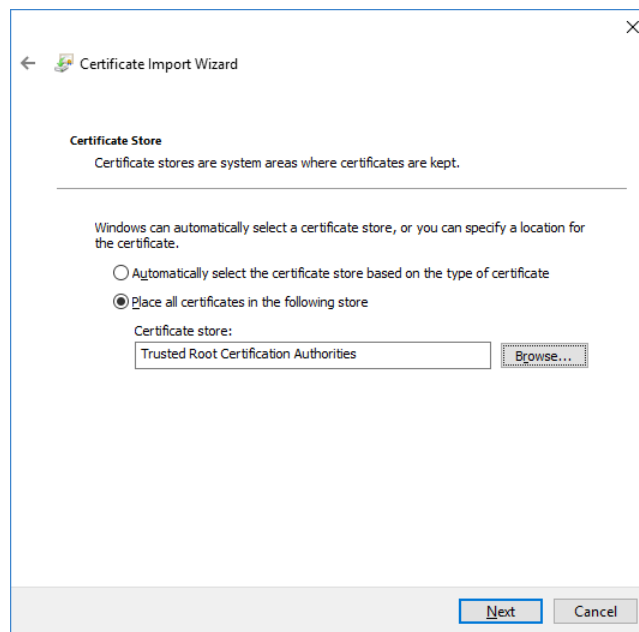 Certificate Import Wizard
Certificate Store
Certificate stores are system areas where certificates are kept.
Windows can automatically select a certificate store, or you can specify a location for
the certificate.
Automatically select the certificate store based on the type of certificate
Place all certificates in the following store
Certificate store:
Trusted Root Certification Authorities
Browse...
Next
Cancel